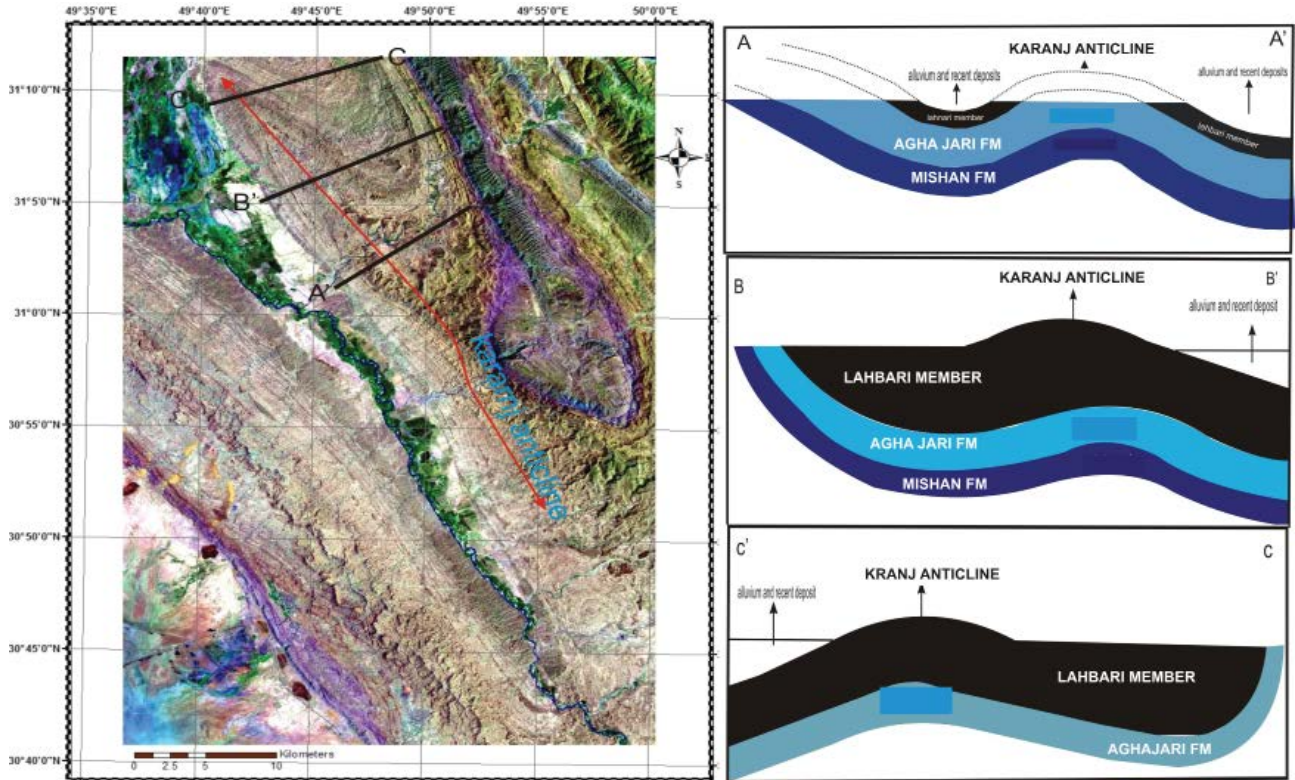 49°35'0"E
49°40'0"E
49°45'0"E
49°50'0"E
49°55'0"E
50°0'0"E
31°10'0"N
31°5'0"N
31°0'0"N
30°55'0"N
30°50'0"N
30°45'0"N
30°40'0"N
C
C'
B'
A'
N
S
Karanj anticline
Kilometers
0 2.5 5 10
A
A'
KARANJ ANTICLINE
alluvium and recent deposits
alluvium and recent deposits
lehnari member
lehbari member
AGHA JARI FM
MISHAN FM
B
B'
KARANJ ANTICLINE
alluvium and recent deposit
LAHBARI MEMBER
AGHA JARI FM
MISHAN FM
c'
C
KRANJ ANTICLINE
alluvium and recent deposit
LAHBARI MEMBER
AGHAJARI FM